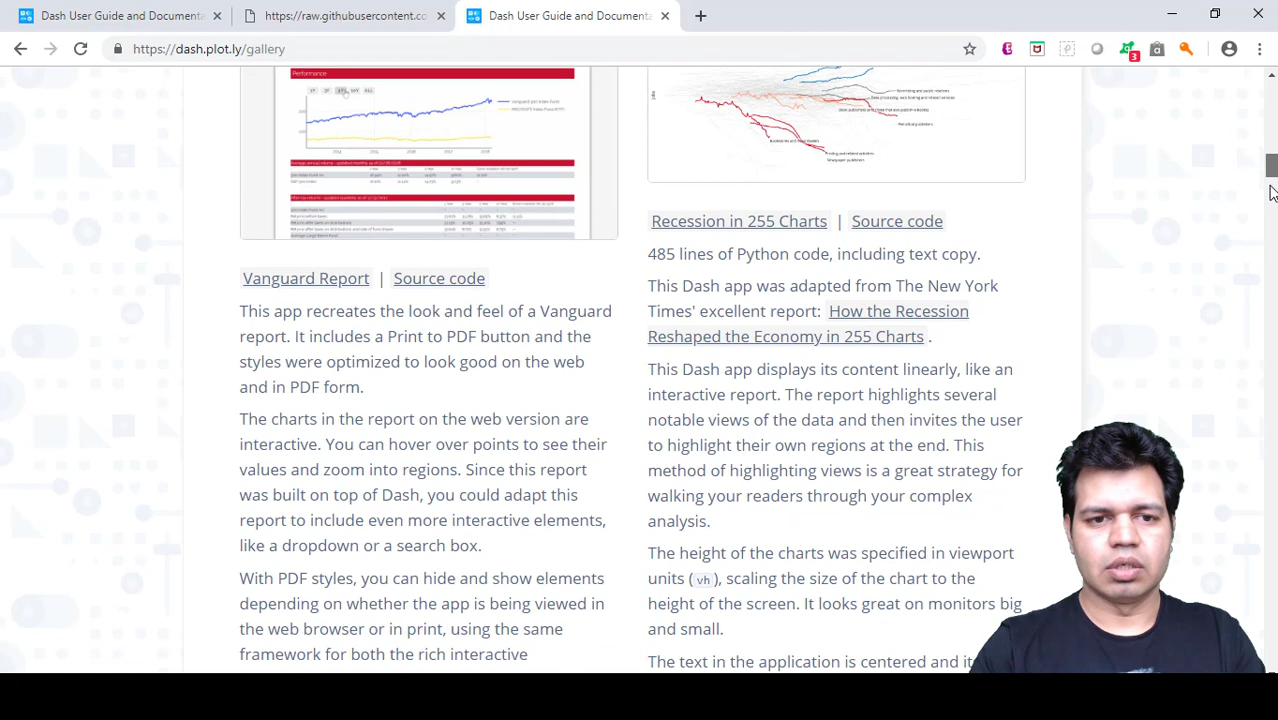 Dash User Guide and Documenta
https://raw.githubusercontent.co
Dash User Guide and Documenta
https://dash.plot.ly/gallery
3
Performance
Vanguard Report | Source code
This app recreates the look and feel of a Vanguard
report. It includes a Print to PDF button and the
styles were optimized to look good on the web
and in PDF form.
The charts in the report on the web version are
interactive. You can hover over points to see their
values and zoom into regions. Since this report
was built on top of Dash, you could adapt this
report to include even more interactive elements,
like a dropdown or a search box.
With PDF styles, you can hide and show elements
depending on whether the app is being viewed in
the web browser or in print, using the same
framework for both the rich interactive
Recession in 255 Charts | Source code
485 lines of Python code, including text copy.
This Dash app was adapted from The New York
Times' excellent report: How the Recession
Reshaped the Economy in 255 Charts .
This Dash app displays its content linearly, like an
interactive report. The report highlights several
notable views of the data and then invites the user
to highlight their own regions at the end. This
method of highlighting views is a great strategy for
walking your readers through your complex
analysis.
The height of the charts was specified in viewport
units (vh), scaling the size of the chart to the
height of the screen. It looks great on monitors big
and small.
The text in the application is centered and it